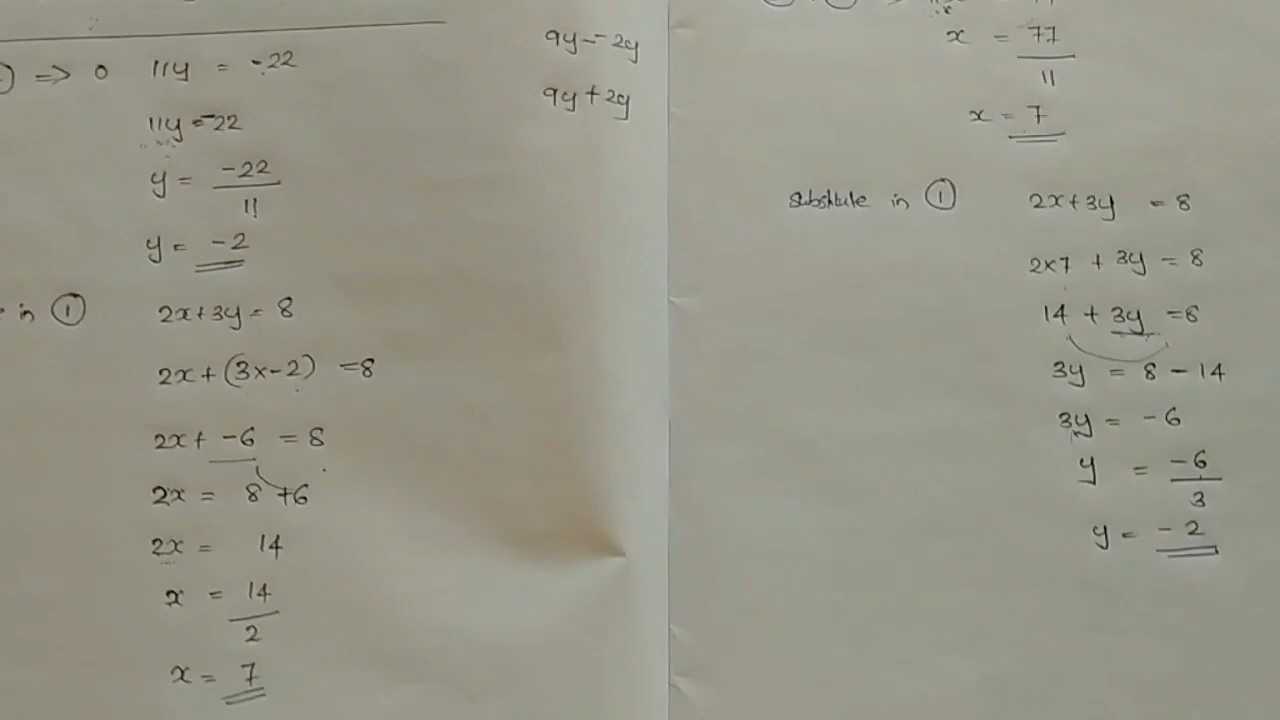 ⇒ 0 11y = -22
11y = -22
y = -22
11
y = -2
in ① 2x+3y = 8
2x + (3x-2) = 8
2x + -6 = 8
2x = 8 +6
2x = 14
x = 14
2
x = 7
9y - -2y
9y + 2y
x = 77
11
x = 7
Substitute in ① 2x+3y = 8
2x7 + 3y = 8
14 + 3y = 8
3y = 8 - 14
3y = -6
y = -6
3
y = -2